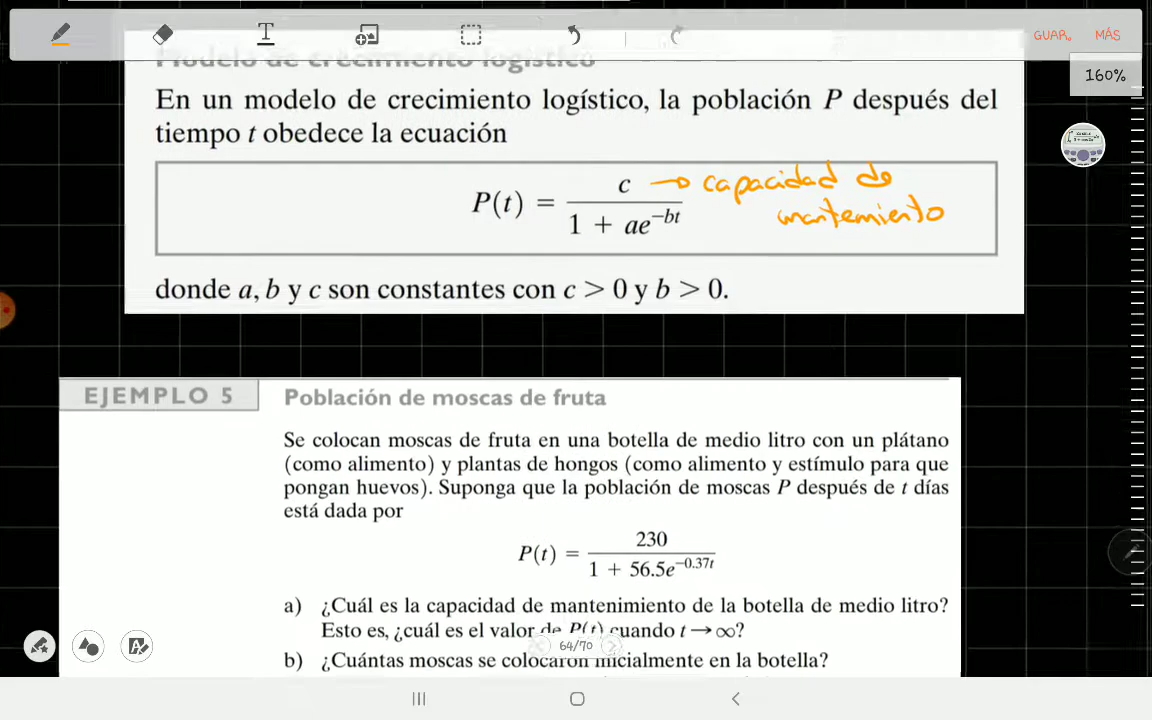 T
GUAR.
MÁS
160%
Modelo de crecimiento logístico
En un modelo de crecimiento logístico, la población P después del
tiempo t obedece la ecuación
P(t) = c / (1 + ae^{-bt}) → capacidad de
mantemiento
donde a, b y c son constantes con c > 0 y b > 0.
EJEMPLO 5
Población de moscas de fruta
Se colocan moscas de fruta en una botella de medio litro con un plátano
(como alimento) y plantas de hongos (como alimento y estímulo para que
pongan huevos). Suponga que la población de moscas P después de t días
está dada por
P(t) = 230 / (1 + 56.5e^{-0.37t})
a) ¿Cuál es la capacidad de mantenimiento de la botella de medio litro?
Esto es, ¿cuál es el valor de P(t) cuando t → ∞?
64/70
b) ¿Cuántas moscas se colocaron inicialmente en la botella?